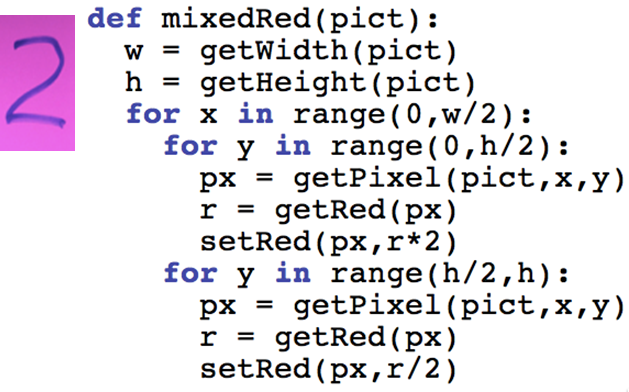 2
def mixedRed(pict):
  w = getWidth(pict)
  h = getHeight(pict)
  for x in range(0,w/2):
    for y in range(0,h/2):
      px = getPixel(pict,x,y)
      r = getRed(px)
      setRed(px,r*2)
    for y in range(h/2,h):
      px = getPixel(pict,x,y)
      r = getRed(px)
      setRed(px,r/2)